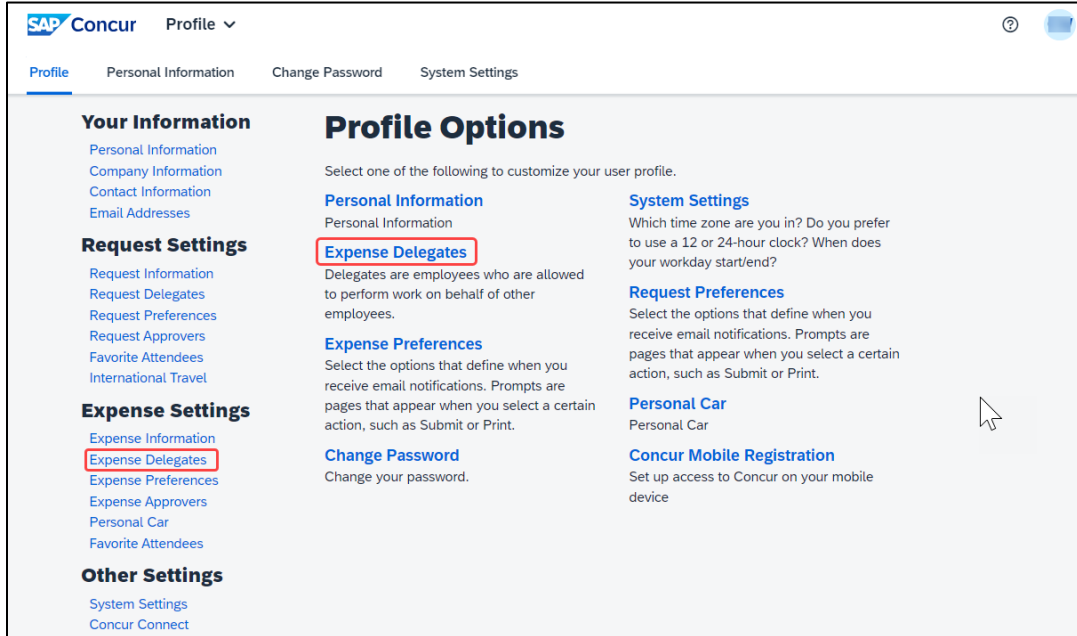 SAP Concur Profile
Profile Personal Information Change Password System Settings
Your Information
Personal Information
Company Information
Contact Information
Email Addresses
Request Settings
Request Information
Request Delegates
Request Preferences
Request Approvers
Favorite Attendees
International Travel
Expense Settings
Expense Information
Expense Delegates
Expense Preferences
Expense Approvers
Personal Car
Favorite Attendees
Other Settings
System Settings
Concur Connect
Profile Options
Select one of the following to customize your user profile.
Personal Information
Personal Information
Expense Delegates
Delegates are employees who are allowed
to perform work on behalf of other
employees.
Expense Preferences
Select the options that define when you
receive email notifications. Prompts are
pages that appear when you select a certain
action, such as Submit or Print.
Change Password
Change your password.
System Settings
Which time zone are you in? Do you prefer
to use a 12 or 24-hour clock? When does
your workday start/end?
Request Preferences
Select the options that define when you
receive email notifications. Prompts are
pages that appear when you select a certain
action, such as Submit or Print.
Personal Car
Personal Car
Concur Mobile Registration
Set up access to Concur on your mobile
device